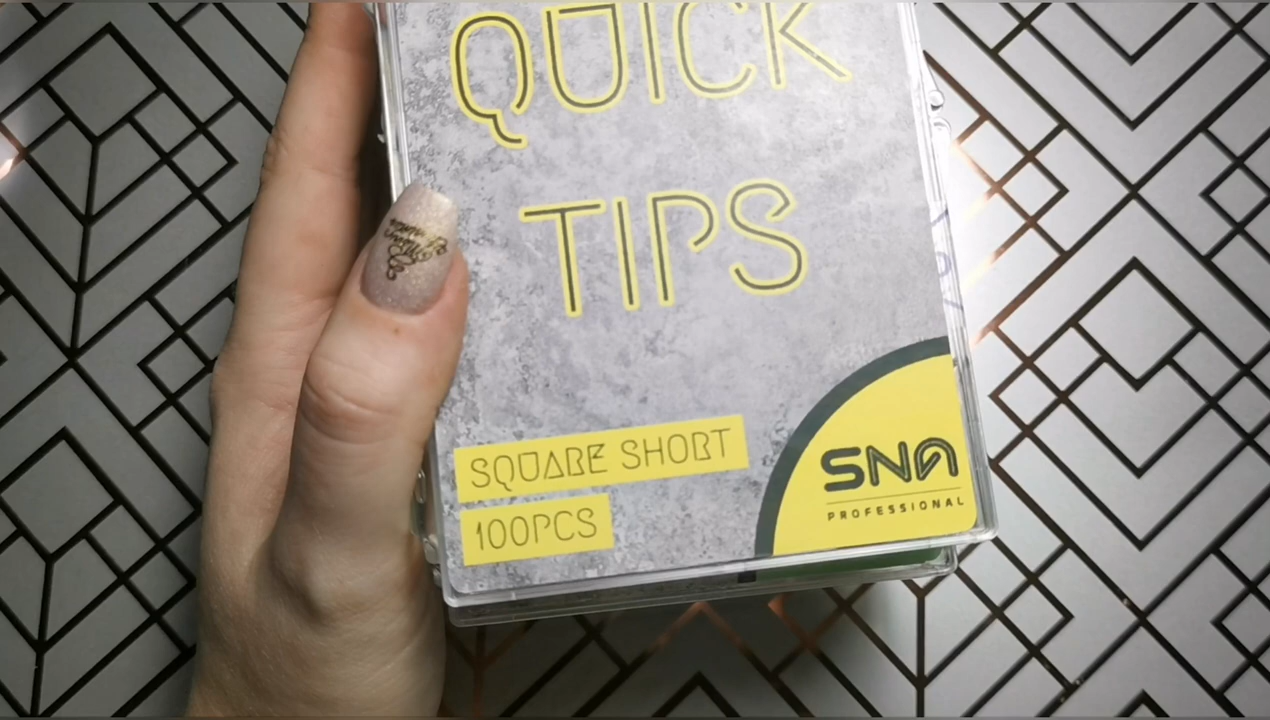 QUICK
TIPS
SQUARE SHORT
100PCS
SNA
PROFESSIONAL